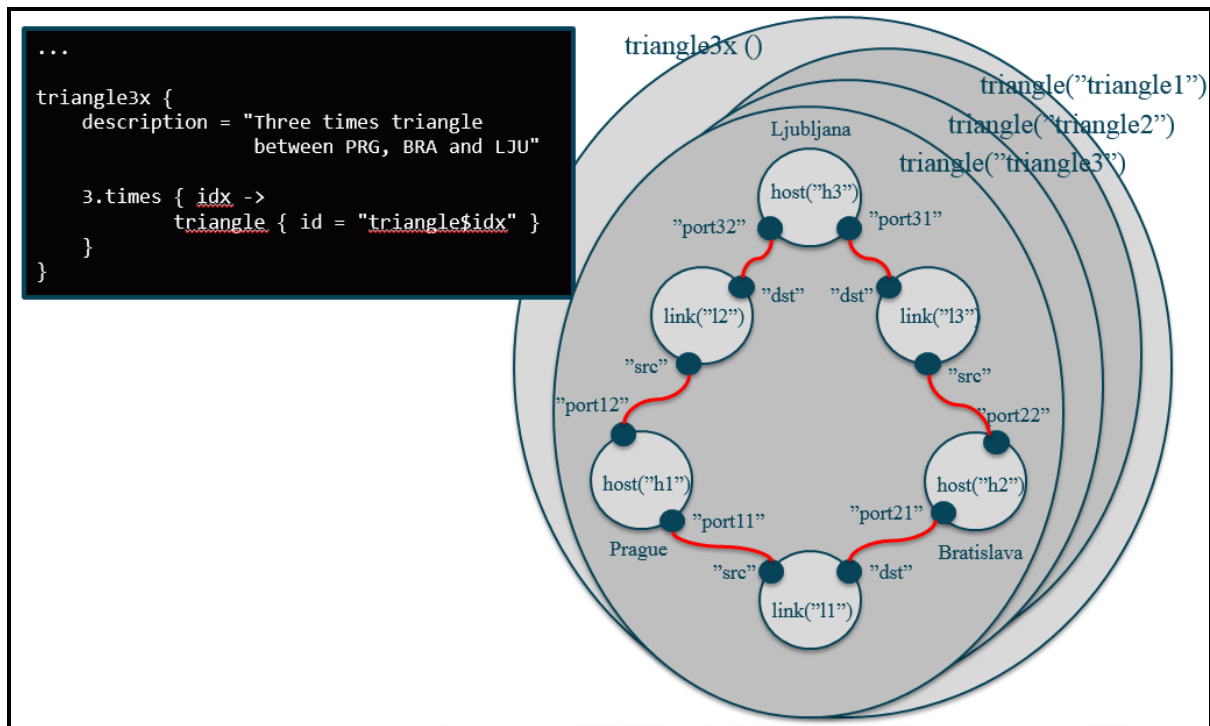 ...
triangle3x {
description = "Three times triangle
between PRG, BRA and LJU"
3.times { idx ->
triangle { id = "triangle$idx" }
}
}
triangle3x ()
triangle(”triangle1”)
triangle(”triangle2”)
triangle(”triangle3”)
Ljubljana
host(”h3”)
”port32”
”port31”
”dst”
”dst”
link(”l2”)
link(”l3”)
”src”
”src”
”port12”
”port22”
host(”h1”)
host(”h2”)
”port11”
”port21”
Prague
Bratislava
”src”
”dst”
link(”l1”)